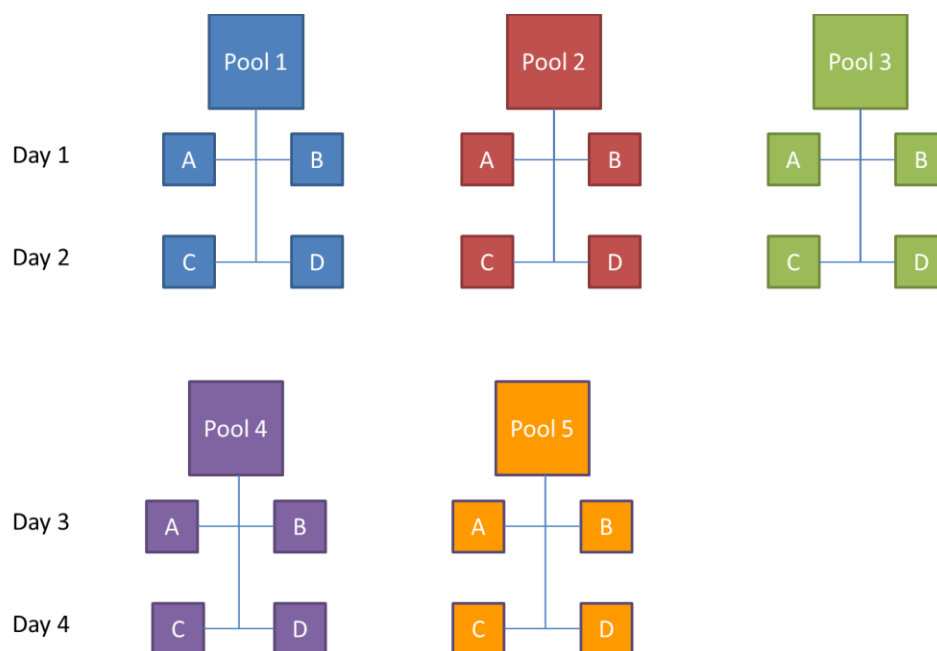 Pool 1 Pool 2 Pool 3
Day 1 A B A B A B
Day 2 C D C D C D
Pool 4 Pool 5
Day 3 A B A B
Day 4 C D C D